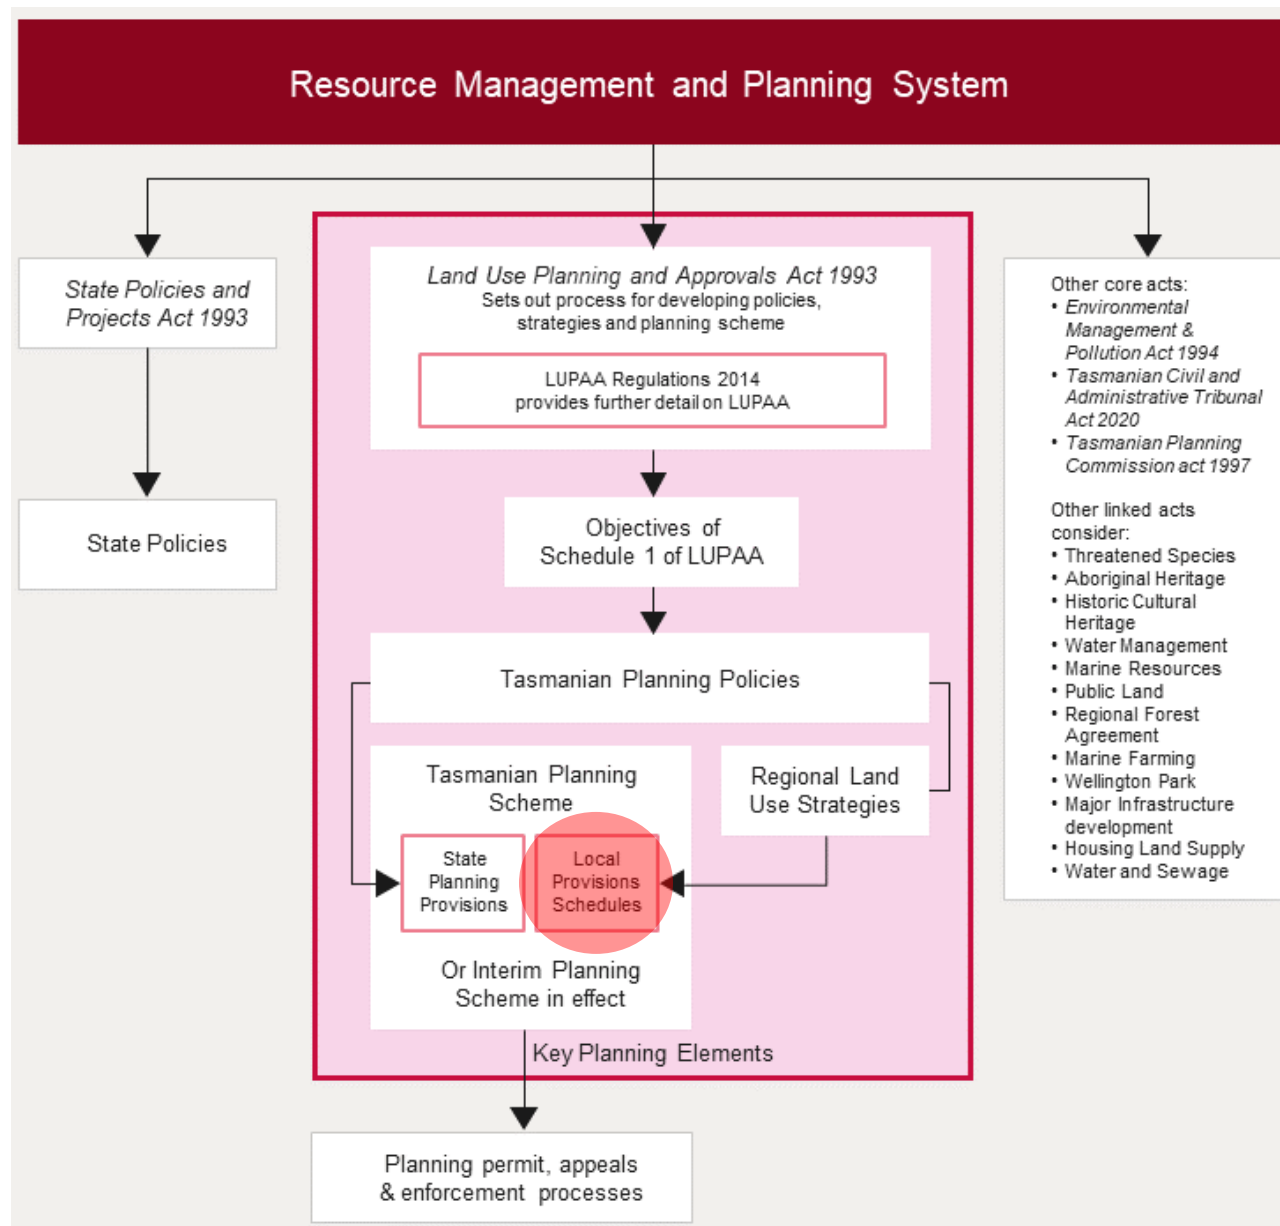 Resource Management and Planning System
State Policies and
Projects Act 1993
State Policies
Land Use Planning and Approvals Act 1993
Sets out process for developing policies,
strategies and planning scheme
LUPAA Regulations 2014
provides further detail on LUPAA
Objectives of
Schedule 1 of LUPAA
Tasmanian Planning Policies
Tasmanian Planning
Scheme
State
Planning
Provisions
Local
Provisions
Schedules
Or Interim Planning
Scheme in effect
Regional Land
Use Strategies
Key Planning Elements
Planning permit, appeals
& enforcement processes
Other core acts:
• Environmental
Management &
Pollution Act 1994
• Tasmanian Civil and
Administrative Tribunal
Act 2020
• Tasmanian Planning
Commission act 1997
Other linked acts
consider:
• Threatened Species
• Aboriginal Heritage
• Historic Cultural
Heritage
• Water Management
• Marine Resources
• Public Land
• Regional Forest
Agreement
• Marine Farming
• Wellington Park
• Major Infrastructure
development
• Housing Land Supply
• Water and Sewage